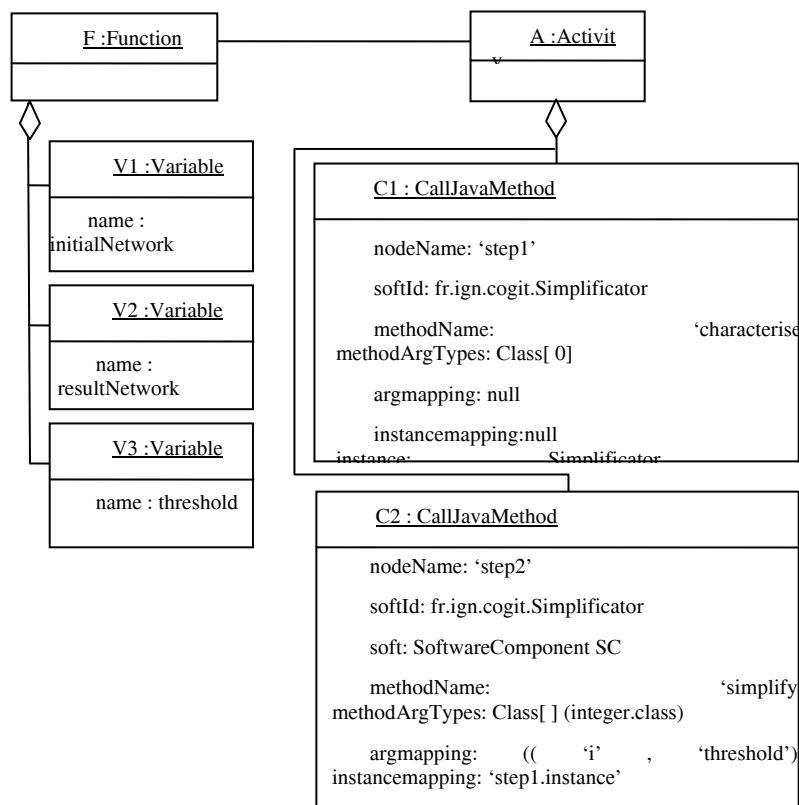 F :Function
A :Activit
y
V1 :Variable
name :
initialNetwork
V2 :Variable
name :
resultNetwork
V3 :Variable
name : threshold
C1 : CallJavaMethod
nodeName: ‘step1’
softId: fr.ign.cogit.Simplificator
methodName: ‘characterise
methodArgTypes: Class[ 0]
argmapping: null
instancemapping:null
instance: Simplificator
C2 : CallJavaMethod
nodeName: ‘step2’
softId: fr.ign.cogit.Simplificator
soft: SoftwareComponent SC
methodName: ‘simplify
methodArgTypes: Class[ ] (integer.class)
argmapping: (( ‘i’ , ‘threshold’)
instancemapping: ‘step1.instance’